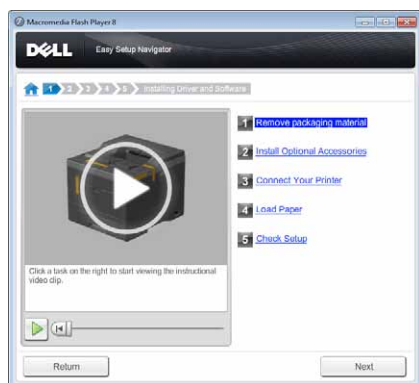 Macromedia Flash Player 8
DELL
Easy Setup Navigator
1 2 3 4 5 Installing Driver and Software
1 Remove packaging material
2 Install Optional Accessories
3 Connect Your Printer
4 Load Paper
5 Check Setup
Click a task on the right to start viewing the instructional
video clip.
Return
Next